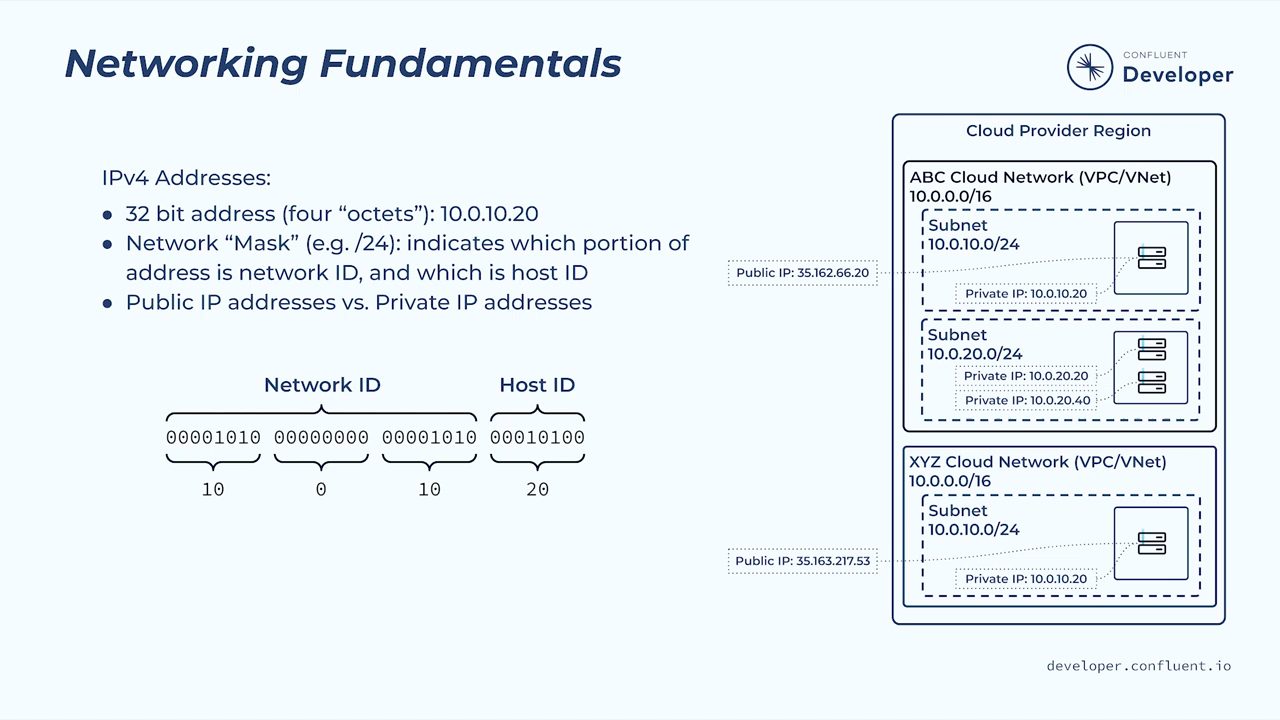 Networking Fundamentals
CONFLUENT
Developer
IPv4 Addresses:
● 32 bit address (four “octets”): 10.0.10.20
● Network “Mask” (e.g. /24): indicates which portion of
address is network ID, and which is host ID
● Public IP addresses vs. Private IP addresses
Network ID
Host ID
00001010 00000000 00001010 00010100
10 0 10 20
Cloud Provider Region
ABC Cloud Network (VPC/VNet)
10.0.0.0/16
Subnet
10.0.10.0/24
Public IP: 35.162.66.20
Private IP: 10.0.10.20
Subnet
10.0.20.0/24
Private IP: 10.0.20.20
Private IP: 10.0.20.40
XYZ Cloud Network (VPC/VNet)
10.0.0.0/16
Subnet
10.0.10.0/24
Public IP: 35.163.217.53
Private IP: 10.0.10.20
developer.confluent.io